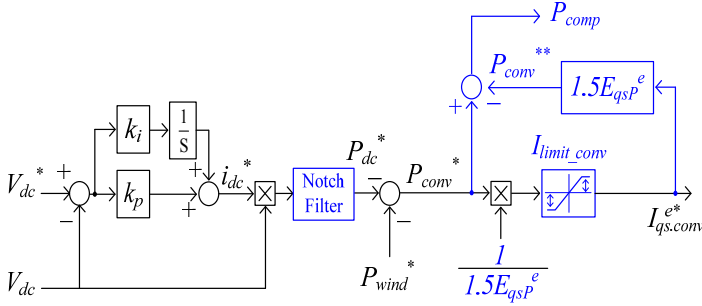 P_comp
P_conv**
1.5E_qsP^e
k_i
1
s
I_limit_conv
V_dc*
+
−
k_p
+
+
i_dc*
Notch
Filter
P_dc*
−
−
P_conv*
+
−
I_qs.conv^e*
V_dc
P_wind*
1
1.5E_qsP^e